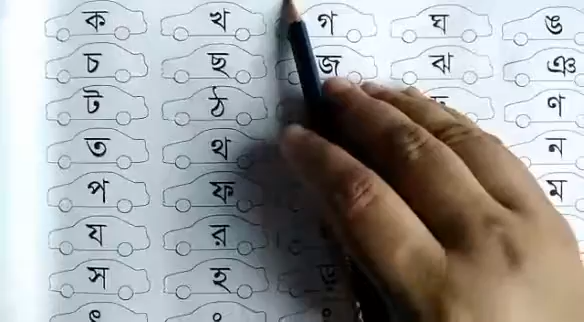 ক খ গ ঘ ঙ
চ ছ জ ঝ ঞ
ট ঠ ণ
ত থ ন
প ফ ম
য র
স হ